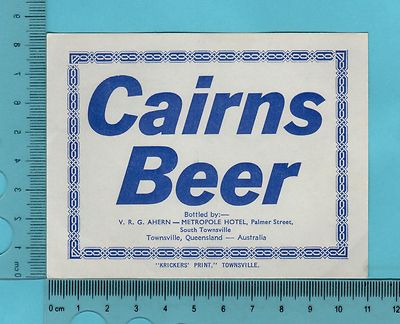 Cairns
Beer
Bottled by:—
V. R. G. AHERN — METROPOLE HOTEL, Palmer Street,
South Townsville
Townsville, Queensland — Australia
"KRICKERS' PRINT," TOWNSVILLE.
0 cm 1 2 3 4 5 6 7 8 9 10 11 12